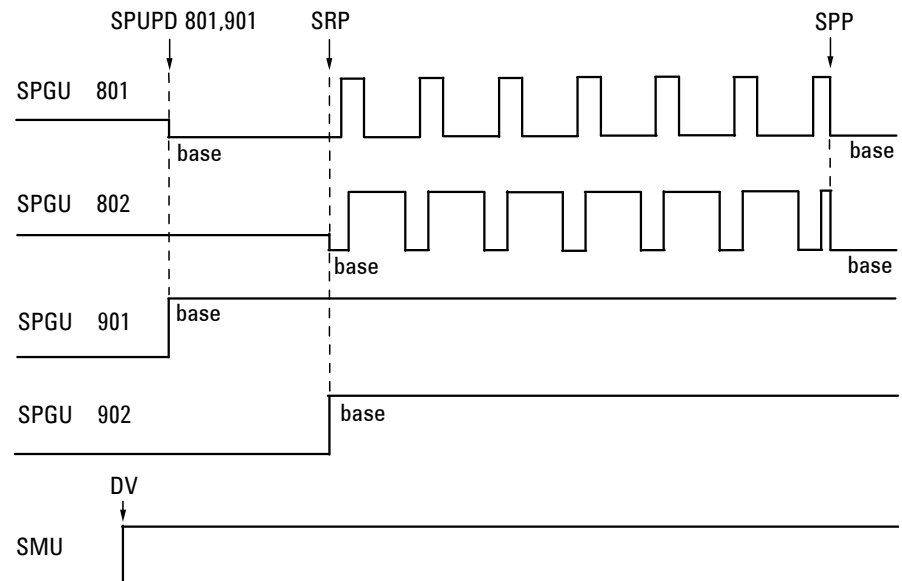 SPUPD 801,901 SRP SPP
SPGU 801
base base
SPGU 802
base base
SPGU 901 base
SPGU 902 base
DV
SMU